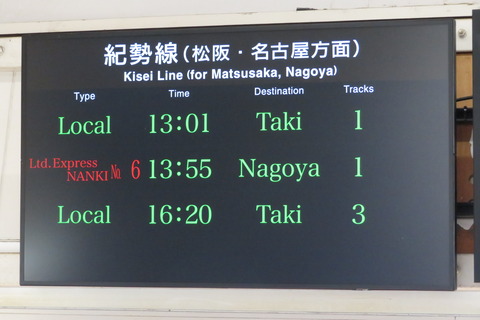 紀勢線(松阪・名古屋方面)
Kisei Line (for Matsusaka, Nagoya)
Type Time Destination Tracks
Local 13:01 Taki 1
Ltd.Express
NANKI No 6 13:55 Nagoya 1
Local 16:20 Taki 3